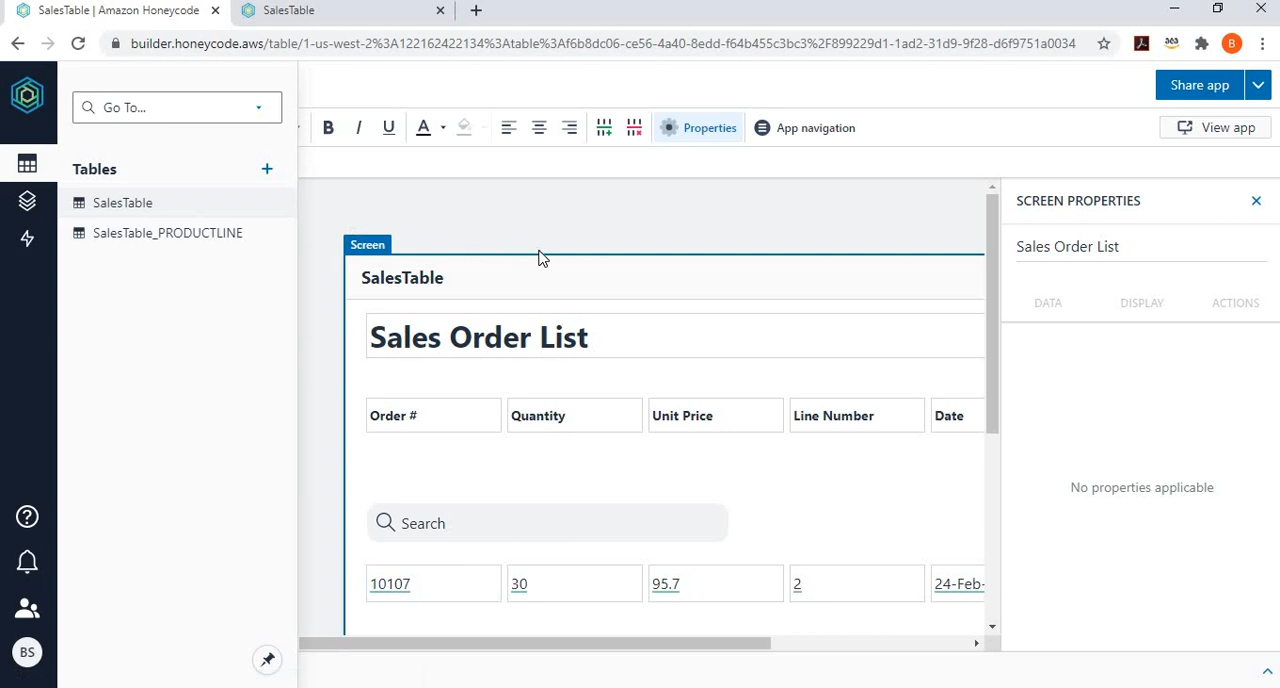 SalesTable | Amazon Honeycode
SalesTable
builder.honeycode.aws/table/1-us-west-2%3A122162422134%3Atable%3Af6b8dc06-ce56-4a40-8edd-f64b455c3bc3%2F899229d1-1ad2-31d9-9f28-d6f9751a0034
B
Go To...
Share app
B I U A
Properties
App navigation
View app
Tables
SalesTable
SalesTable_PRODUCTLINE
SCREEN PROPERTIES
Sales Order List
DATA DISPLAY ACTIONS
No properties applicable
Screen
SalesTable
Sales Order List
Order # Quantity Unit Price Line Number Date
Search
10107 30 95.7 2 24-Feb-
BS